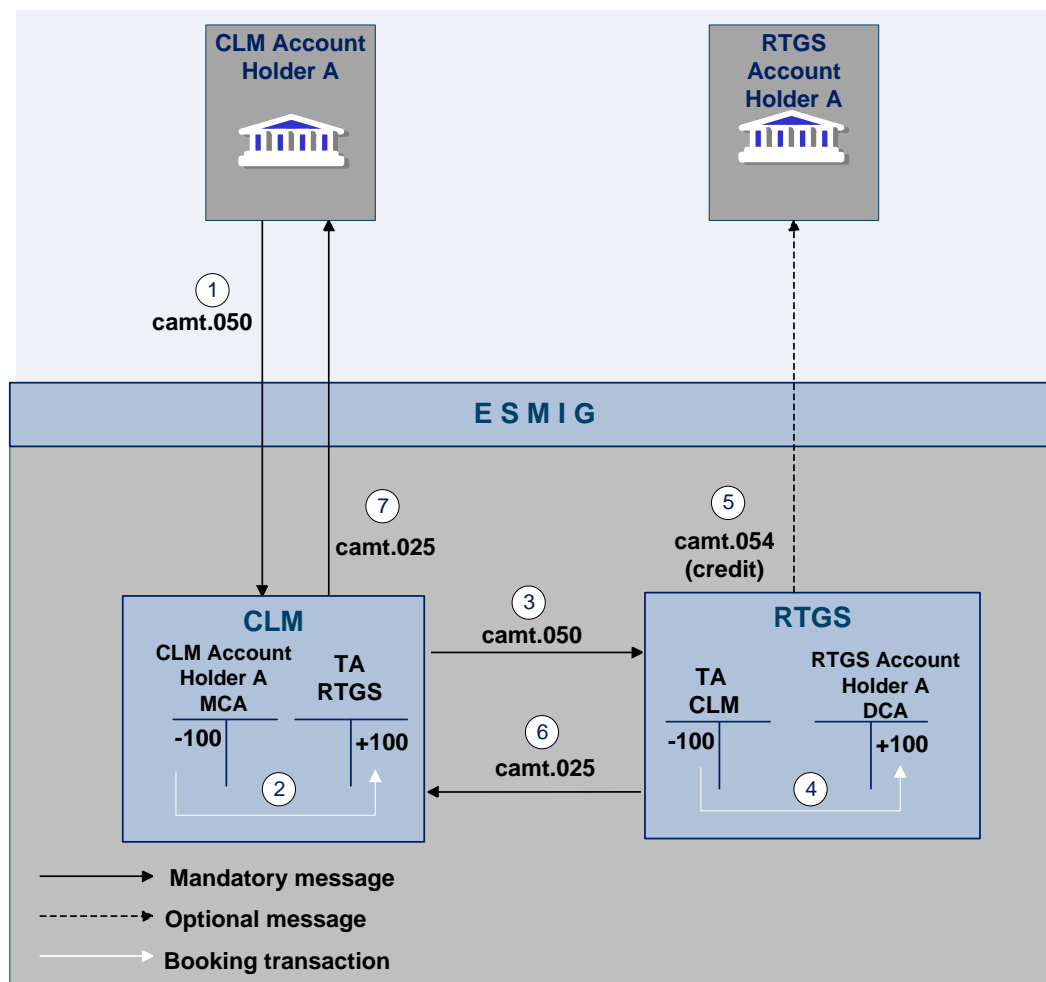 CLM Account
Holder A
RTGS
Account
Holder A
1
camt.050
E S M I G
7
camt.025
5
camt.054
(credit)
3
camt.050
6
camt.025
CLM
CLM Account
Holder A
MCA
TA
RTGS
-100
+100
2
RTGS
TA
CLM
RTGS Account
Holder A
DCA
-100
+100
4
Mandatory message
Optional message
Booking transaction